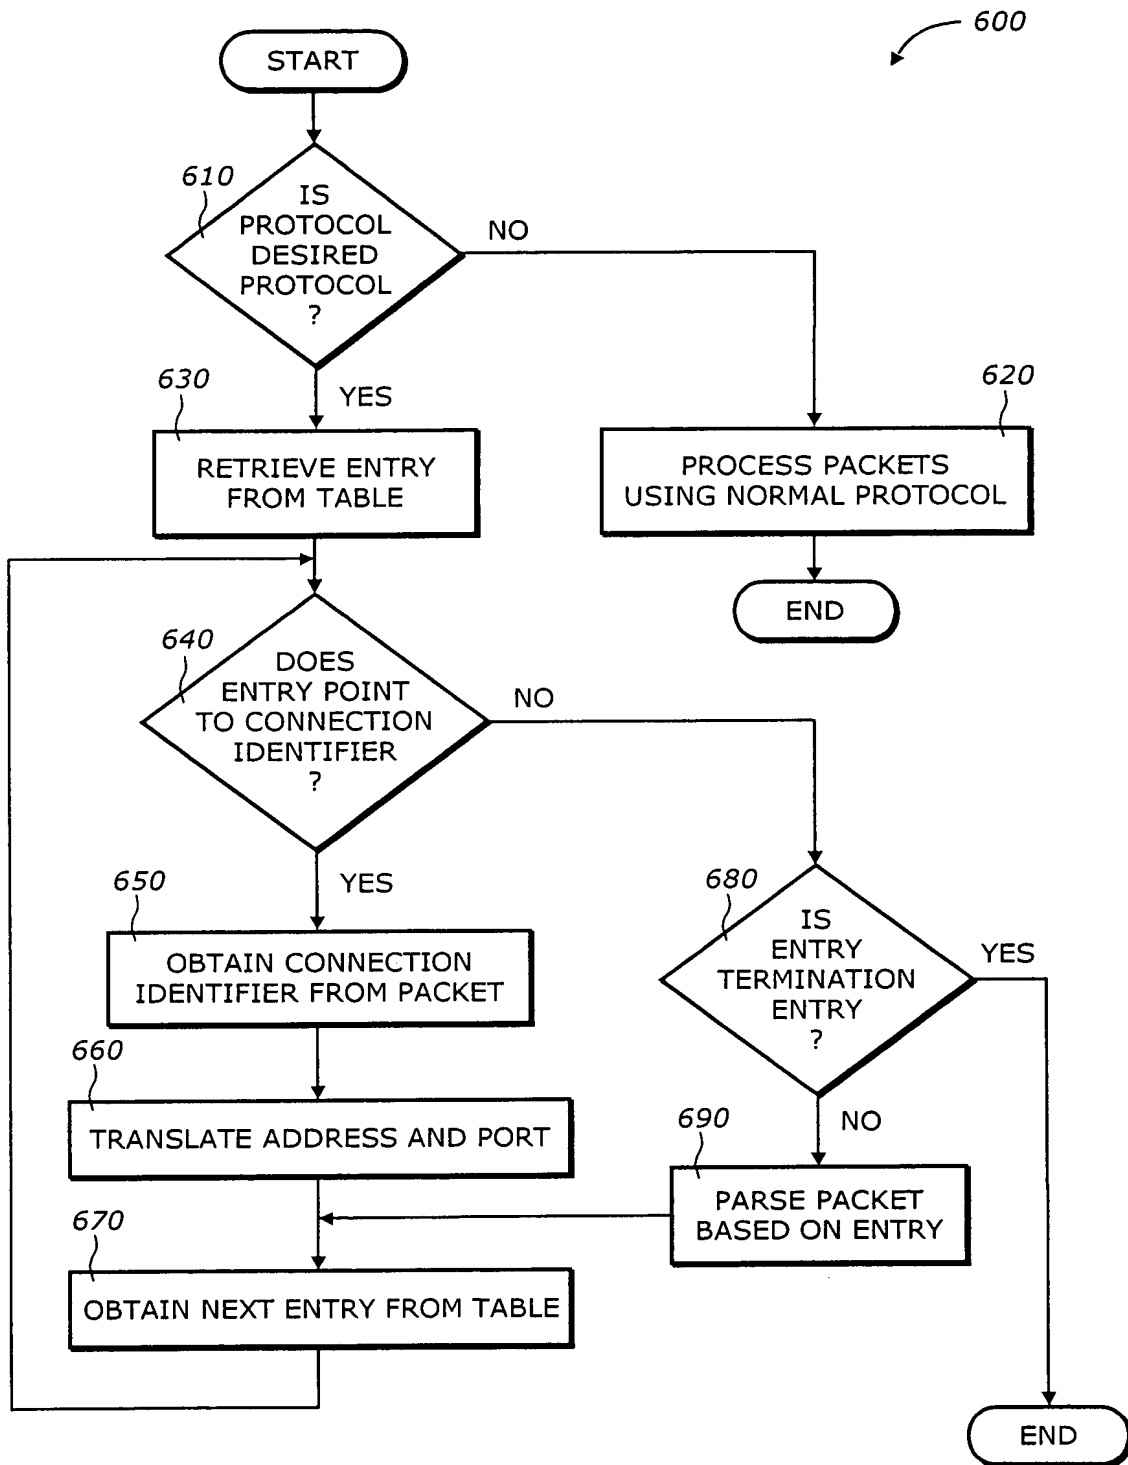 600
START
610
IS
PROTOCOL
DESIRED
PROTOCOL
?
NO
YES
630
RETRIEVE ENTRY
FROM TABLE
620
PROCESS PACKETS
USING NORMAL PROTOCOL
END
640
DOES
ENTRY POINT
TO CONNECTION
IDENTIFIER
?
NO
YES
650
OBTAIN CONNECTION
IDENTIFIER FROM PACKET
680
IS
ENTRY
TERMINATION
ENTRY
?
YES
NO
660
TRANSLATE ADDRESS AND PORT
690
PARSE PACKET
BASED ON ENTRY
670
OBTAIN NEXT ENTRY FROM TABLE
END